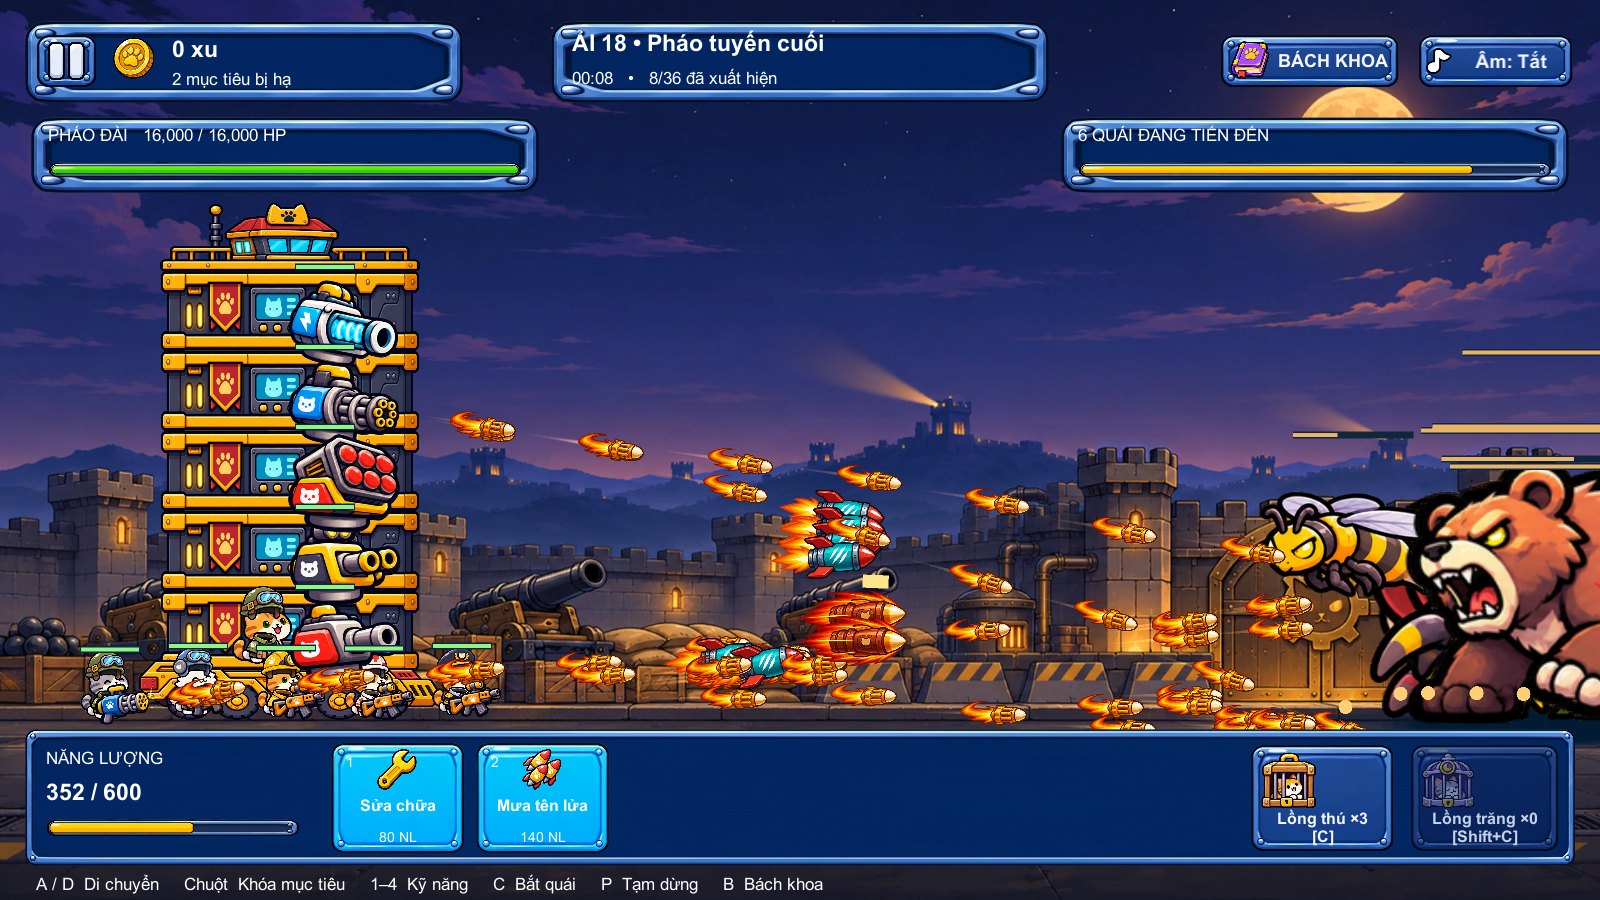 0 xu
2 mục tiêu bị hạ
ẢI 18 • Pháo tuyến cuối
00:08 • 8/36 đã xuất hiện
BÁCH KHOA
Âm: Tắt
PHÁO ĐÀI 16,000 / 16,000 HP
6 QUÁI ĐANG TIẾN ĐẾN
NĂNG LƯỢNG
352 / 600
1
Sửa chữa
80 NL
2
Mưa tên lửa
140 NL
Lồng thú ×3
[C]
Lồng trăng ×0
[Shift+C]
A / D Di chuyển Chuột Khóa mục tiêu 1–4 Kỹ năng C Bắt quái P Tạm dừng B Bách khoa